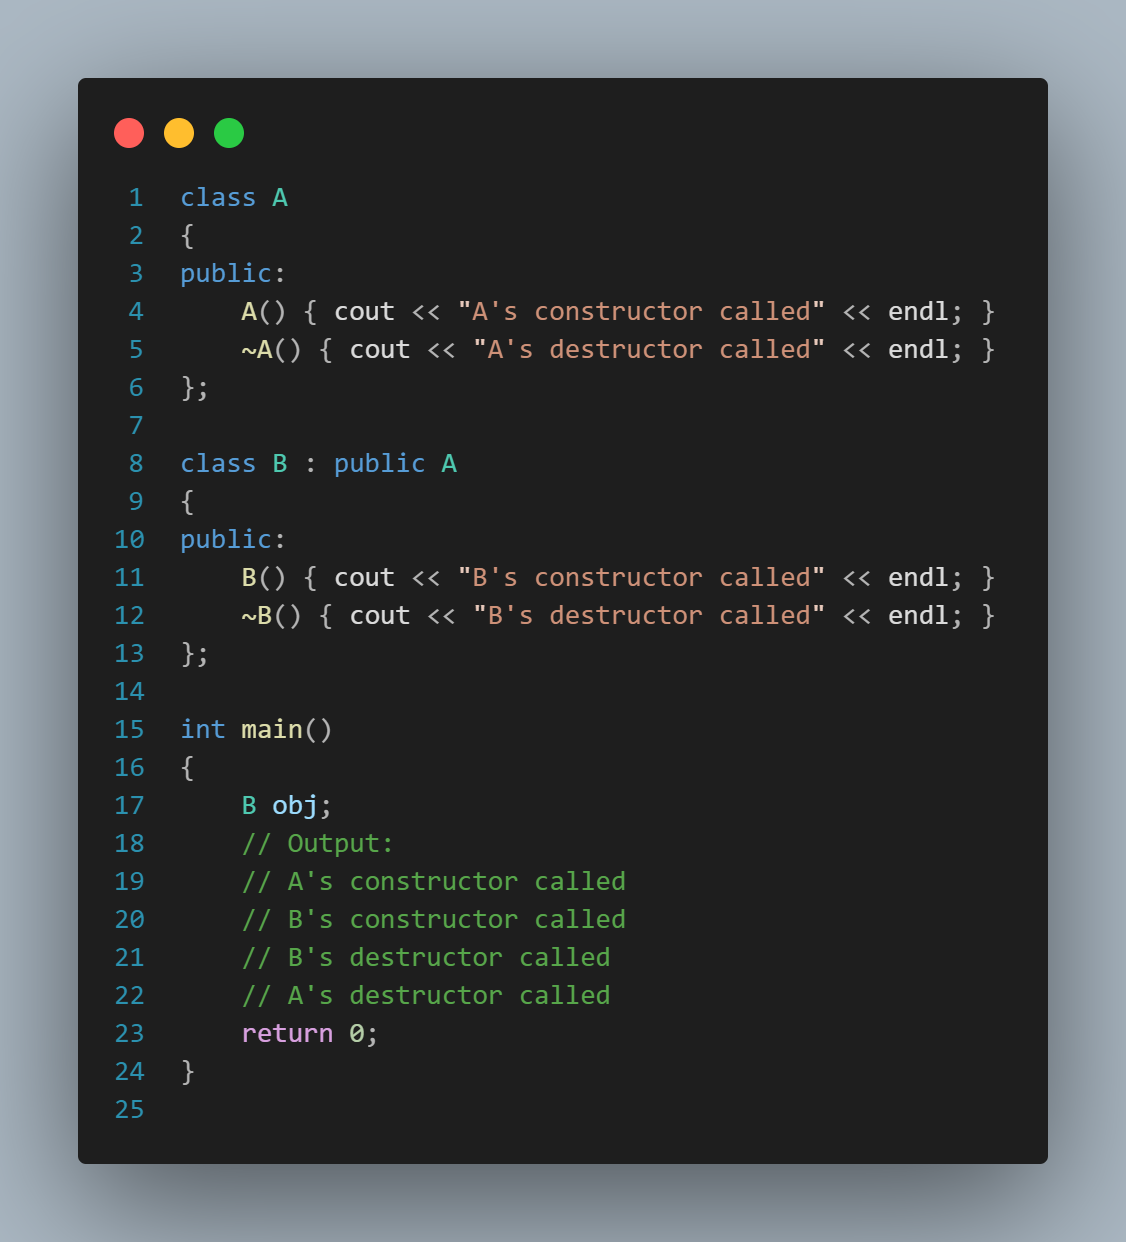 1 class A
2 {
3 public:
4     A() { cout << "A's constructor called" << endl; }
5     ~A() { cout << "A's destructor called" << endl; }
6 };
7
8 class B : public A
9 {
10 public:
11     B() { cout << "B's constructor called" << endl; }
12     ~B() { cout << "B's destructor called" << endl; }
13 };
14
15 int main()
16 {
17     B obj;
18     // Output:
19     // A's constructor called
20     // B's constructor called
21     // B's destructor called
22     // A's destructor called
23     return 0;
24 }
25